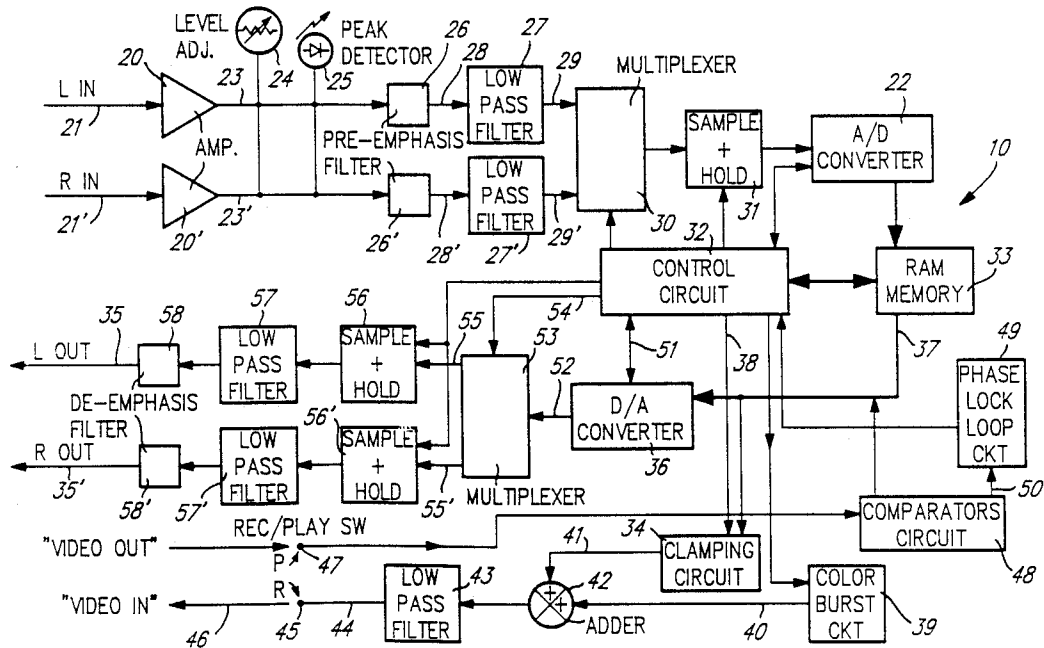 LEVEL ADJ.
24
25
PEAK DETECTOR
20
23
26
28
27
LOW PASS FILTER
29
MULTIPLEXER
L IN
21
AMP.
PRE-EMPHASIS FILTER
R IN
21'
20'
23'
26'
28'
LOW PASS FILTER
27'
29'
30
SAMPLE + HOLD
31
22
A/D CONVERTER
10
32
CONTROL CIRCUIT
RAM MEMORY
33
54
51
38
37
49
PHASE LOCK LOOP CKT
50
35
L OUT
58
57
LOW PASS FILTER
56
SAMPLE + HOLD
55
53
52
D/A CONVERTER
36
DE-EMPHASIS FILTER
R OUT
35'
58'
LOW PASS FILTER
57'
56'
SAMPLE + HOLD
55'
MULTIPLEXER
COMPARATORS CIRCUIT
48
REC/PLAY SW
"VIDEO OUT"
P
47
34
CLAMPING CIRCUIT
41
"VIDEO IN"
R
46
45
44
LOW PASS FILTER
43
+
+
42
ADDER
40
COLOR BURST CKT
39